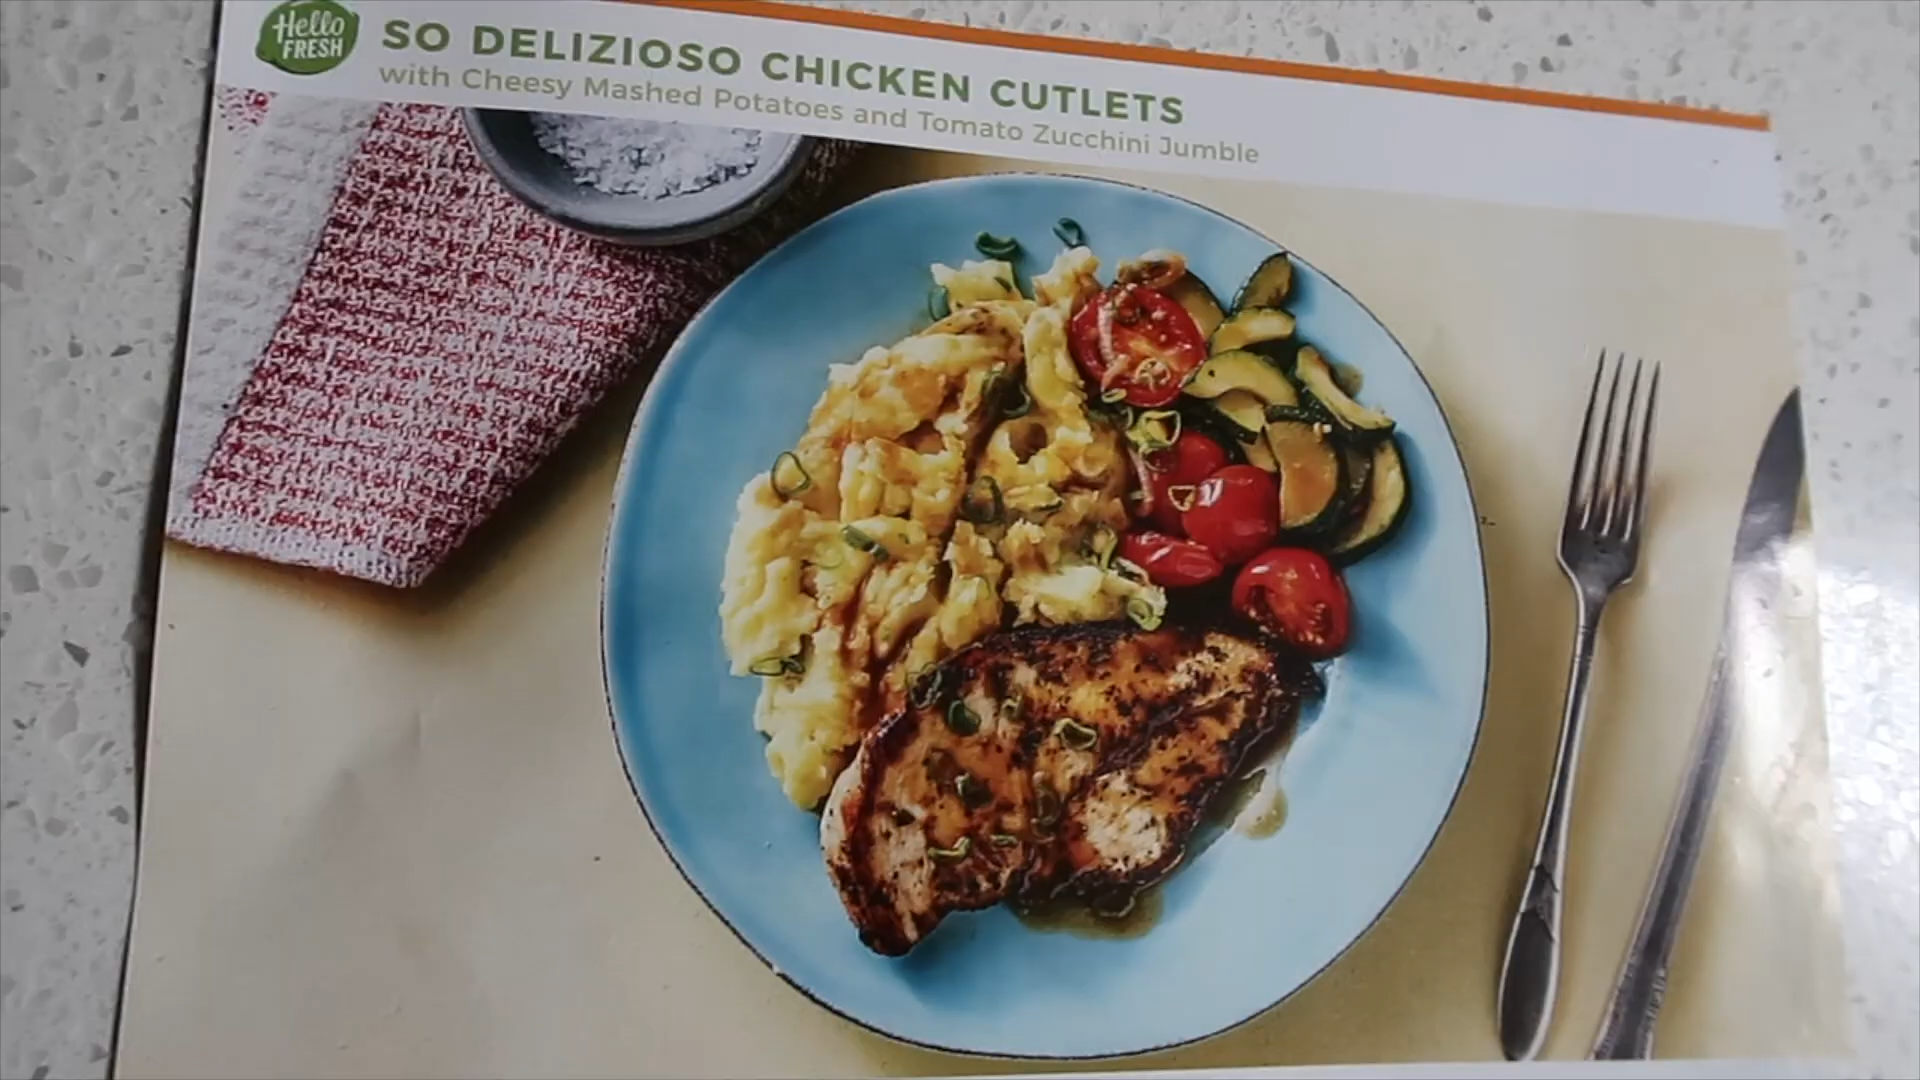 Hello
FRESH
SO DELIZIOSO CHICKEN CUTLETS
with Cheesy Mashed Potatoes and Tomato Zucchini Jumble